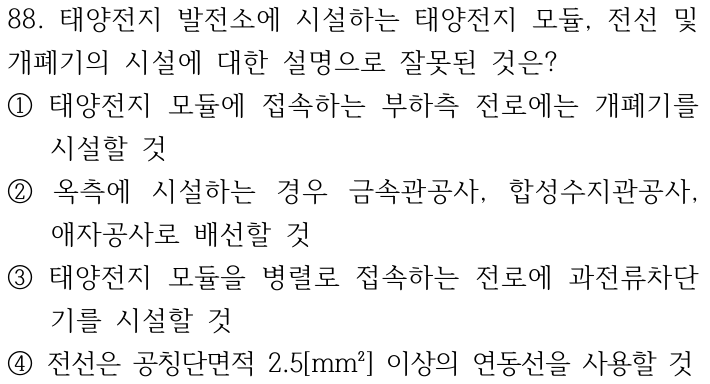 88. 태양전지 발전소에 시설하는 태양전지 모듈, 전선 및
개폐기의 시설에 대한 설명으로 잘못된 것은?
① 태양전지 모듈에 접속하는 부하측 전로에는 개폐기를
시설할 것
② 옥측에 시설하는 경우 금속관공사, 합성수지관공사,
애자공사로 배선할 것
③ 태양전지 모듈을 병렬로 접속하는 전로에 과전류차단
기를 시설할 것
④ 전선은 공칭단면적 2.5[mm²] 이상의 연동선을 사용할 것